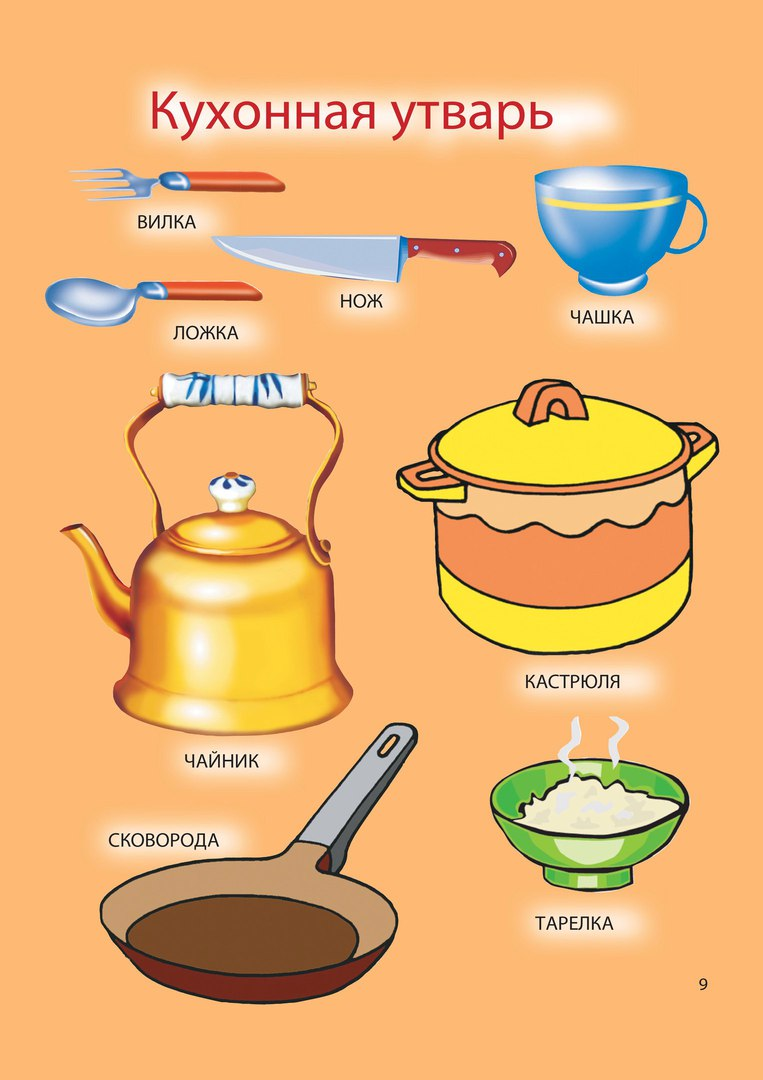 Кухонная утварь
ВИЛКА
НОЖ
ЧАШКА
ЛОЖКА
КАСТРЮЛЯ
ЧАЙНИК
СКОВОРОДА
ТАРЕЛКА
9